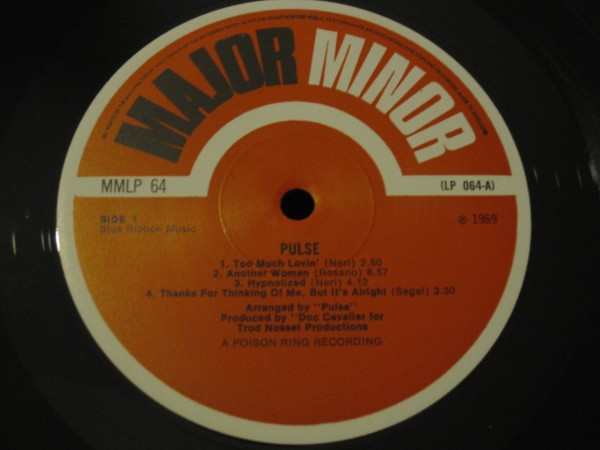 MAJOR MINOR
MMLP 64
(LP 064-A)
SIDE 1
Blue Ribbon Music
℗ 1969
PULSE
1. Too Much Lovin' (Neri) 2.50
2. Another Woman (Rosano) 6.57
3. Hypnotized (Neri) 4.12
4. Thanks For Thinking Of Me, But It's Alright (Segal) 3.30
Arranged by "Pulse"
Produced by "Doc Cavalier for
Trod Nossel Productions
A POISON RING RECORDING